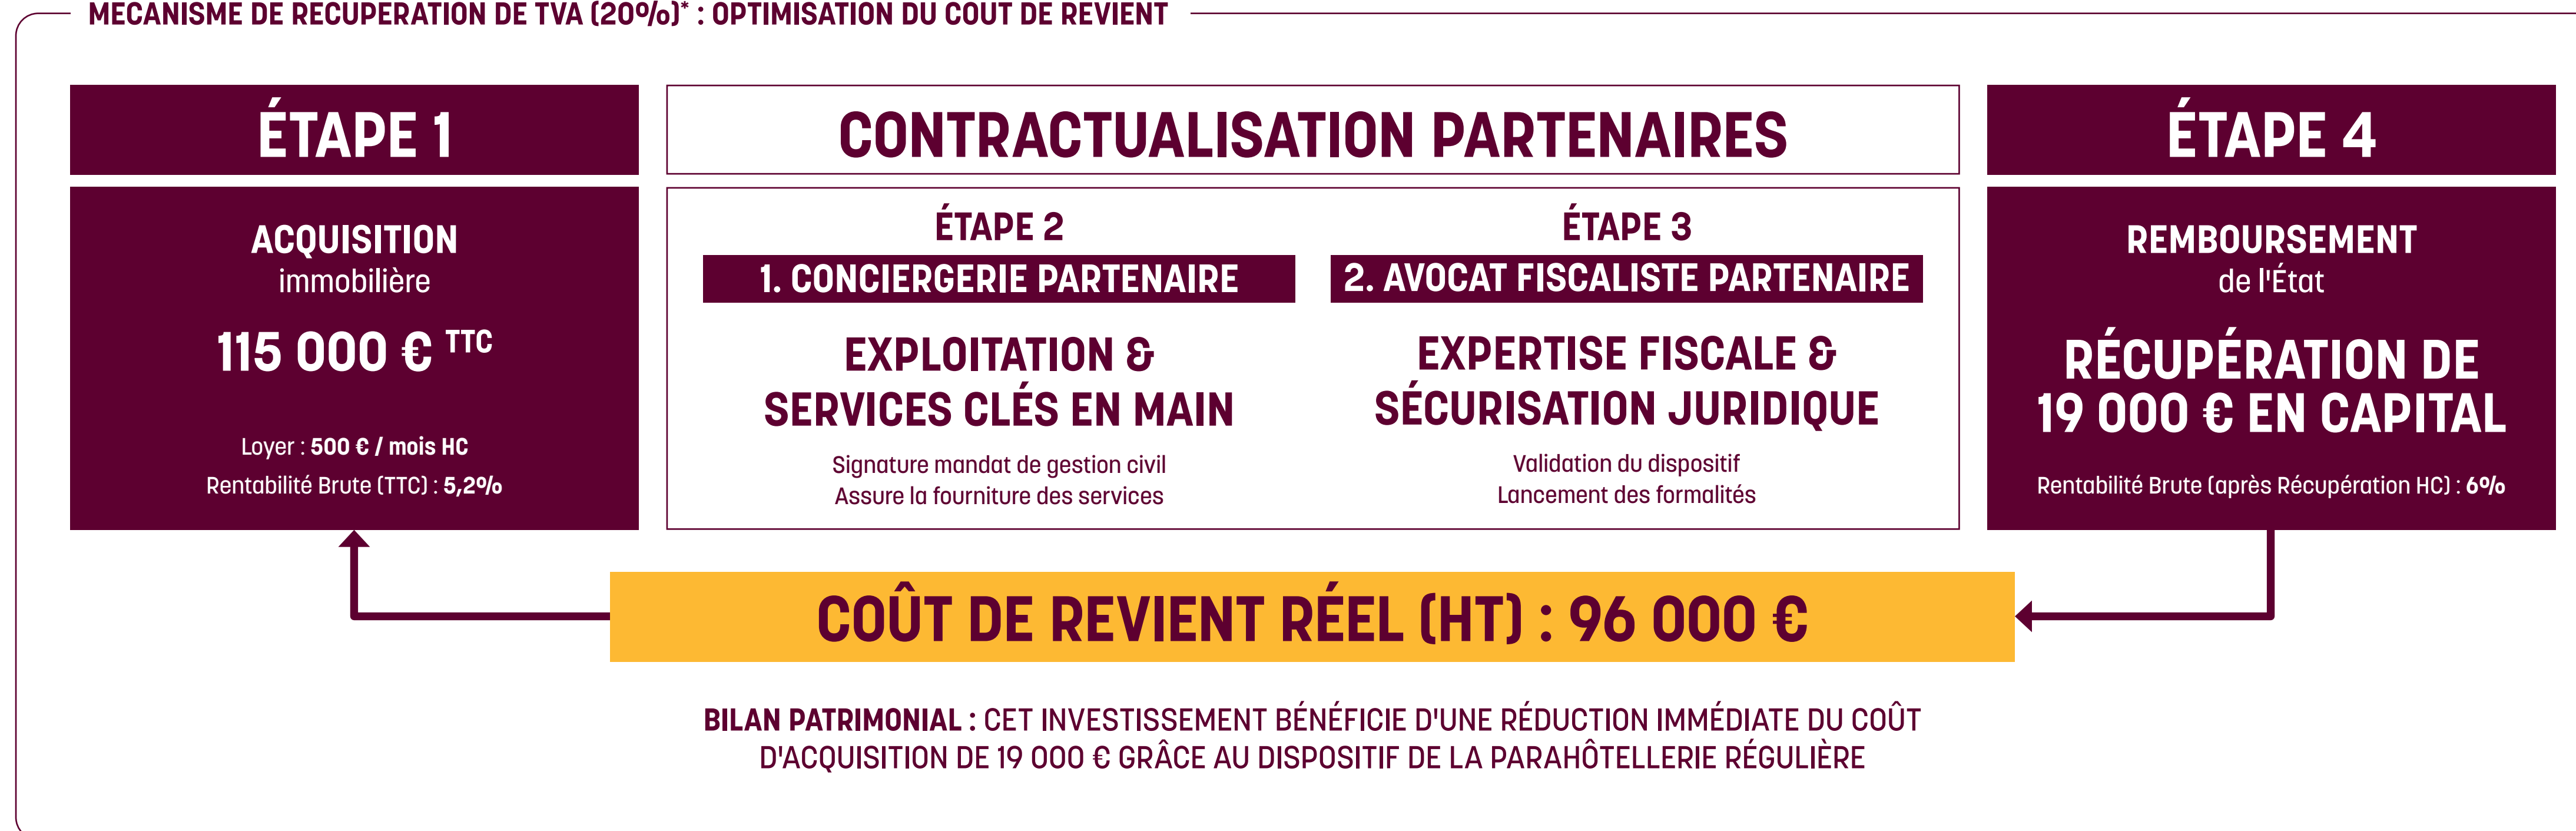 MECANISME DE RECUPERATION DE TVA (20%)* : OPTIMISATION DU COUT DE REVIENT
ÉTAPE 1
ACQUISITION
immobilière
115 000 € TTC
Loyer : 500 € / mois HC
Rentabilité Brute (TTC) : 5,2%
CONTRACTUALISATION PARTENAIRES
ÉTAPE 2
1. CONCIERGERIE PARTENAIRE
EXPLOITATION &
SERVICES CLÉS EN MAIN
Signature mandat de gestion civil
Assure la fourniture des services
ÉTAPE 3
2. AVOCAT FISCALISTE PARTENAIRE
EXPERTISE FISCALE &
SÉCURISATION JURIDIQUE
Validation du dispositif
Lancement des formalités
ÉTAPE 4
REMBOURSEMENT
de l'État
RÉCUPÉRATION DE
19 000 € EN CAPITAL
Rentabilité Brute (après Récupération HC) : 6%
COÛT DE REVIENT RÉEL (HT) : 96 000 €
BILAN PATRIMONIAL : CET INVESTISSEMENT BÉNÉFICIE D'UNE RÉDUCTION IMMÉDIATE DU COÛT
D'ACQUISITION DE 19 000 € GRÂCE AU DISPOSITIF DE LA PARAHÔTELLERIE RÉGULIÈRE